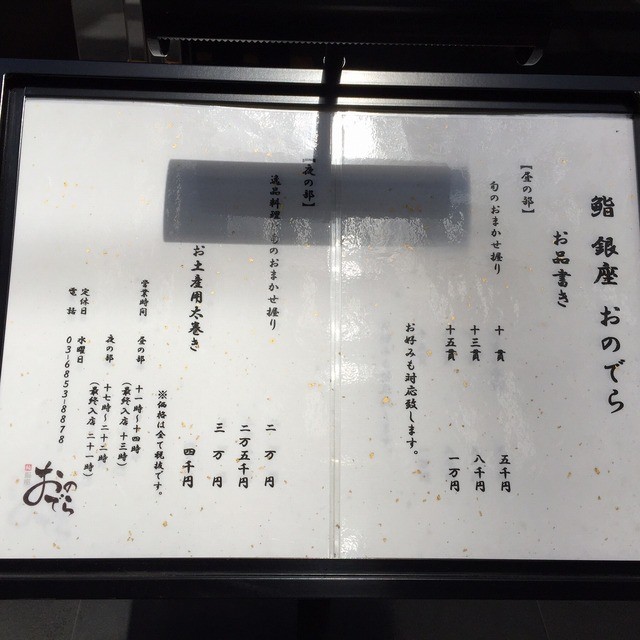 鮨 銀座 おのでら
お品書き
【昼の部】
旬のおまかせ握り
十貫 五千円
十三貫 八千円
十五貫 一万円
お好みも対応致します。
【夜の部】
逸品料理 旬のおまかせ握り
二万円
二万五千円
三万円
お土産用太巻き 四千円
※価格は全て税抜です。
営業時間 昼の部 十一時〜十四時
(最終入店 十三時)
夜の部 十七時〜二十二時
(最終入店 二十一時)
定休日 水曜日
電話 03-6853-8878
おのでら